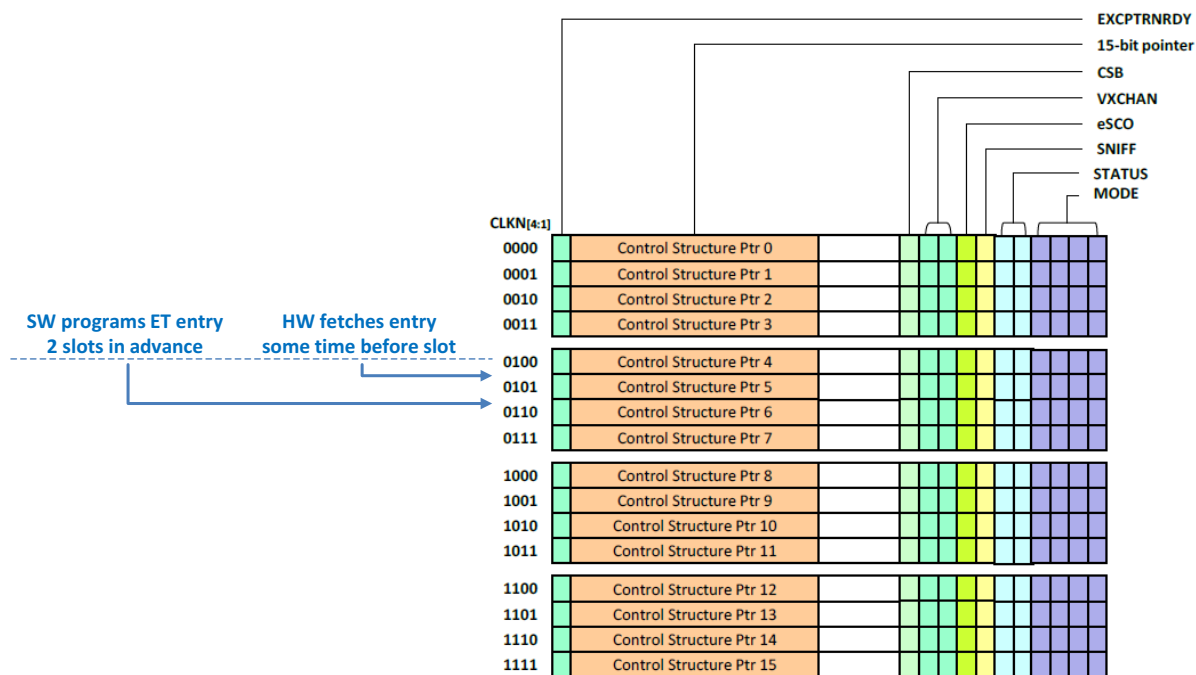 EXCPTRNRDY
15-bit pointer
CSB
VXCHAN
eSCO
SNIFF
STATUS
MODE
CLKN[4:1]
0000 Control Structure Ptr 0
0001 Control Structure Ptr 1
0010 Control Structure Ptr 2
0011 Control Structure Ptr 3
SW programs ET entry
2 slots in advance
HW fetches entry
some time before slot
0100 Control Structure Ptr 4
0101 Control Structure Ptr 5
0110 Control Structure Ptr 6
0111 Control Structure Ptr 7
1000 Control Structure Ptr 8
1001 Control Structure Ptr 9
1010 Control Structure Ptr 10
1011 Control Structure Ptr 11
1100 Control Structure Ptr 12
1101 Control Structure Ptr 13
1110 Control Structure Ptr 14
1111 Control Structure Ptr 15